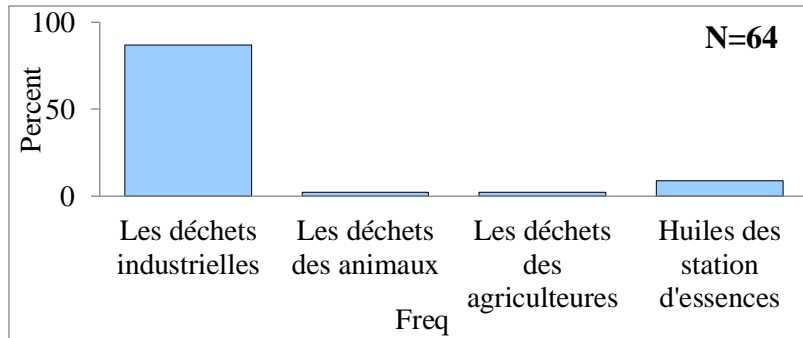 N=64
Percent
100
50
0
Les déchets
industrielles
Les déchets
des animaux
Les déchets
des
agriculteures
Huiles des
station
d'essences
Freq